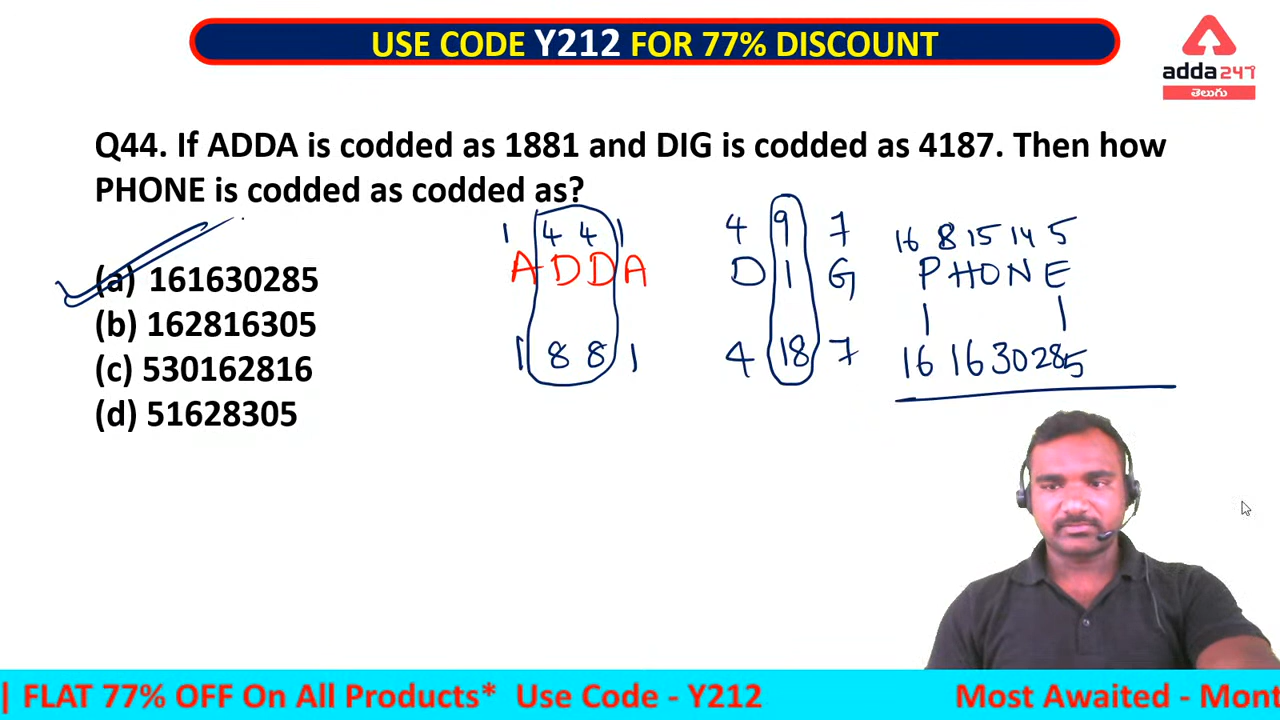 USE CODE Y212 FOR 77% DISCOUNT
adda247
తెలుగు
Q44. If ADDA is codded as 1881 and DIG is codded as 4187. Then how
PHONE is codded as codded as?
(a) 161630285
(b) 162816305
(c) 530162816
(d) 51628305
1 4 4 1
A D D A
1 8 8 1
4 9 7
D I G
4 18 7
16 8 15 14 5
P H O N E
16 16 30 28 5
| FLAT 77% OFF On All Products* Use Code - Y212 Most Awaited - Mont